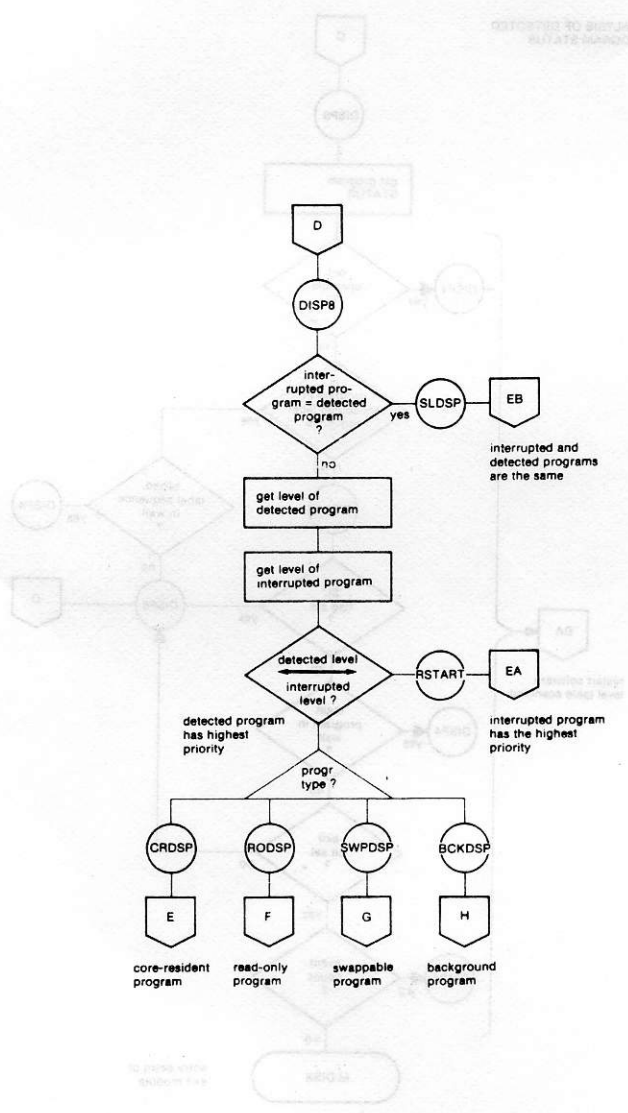 D
DISP8
inter-
rupted pro-
gram = detected
program
?
yes
SLDSP
EB
interrupted and
detected programs
are the same
no
get level of
detected program
get level of
interrupted program
detected level
interrupted
level ?
RSTART
EA
detected program
has highest
priority
interrupted program
has the highest
priority
progr
type ?
CRDSP
RODSP
SWPDSP
BCKDSP
E
F
G
H
core-resident
program
read-only
program
swappable
program
background
program